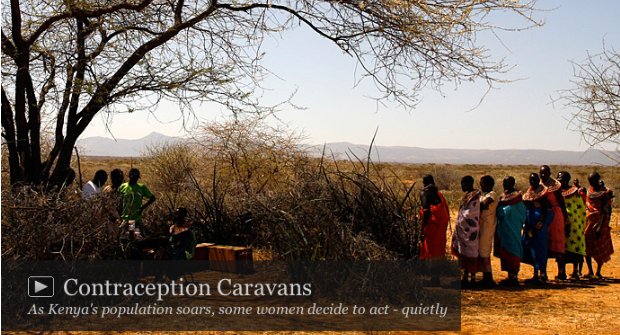 Contraception Caravans
As Kenya's population soars, some women decide to act - quietly